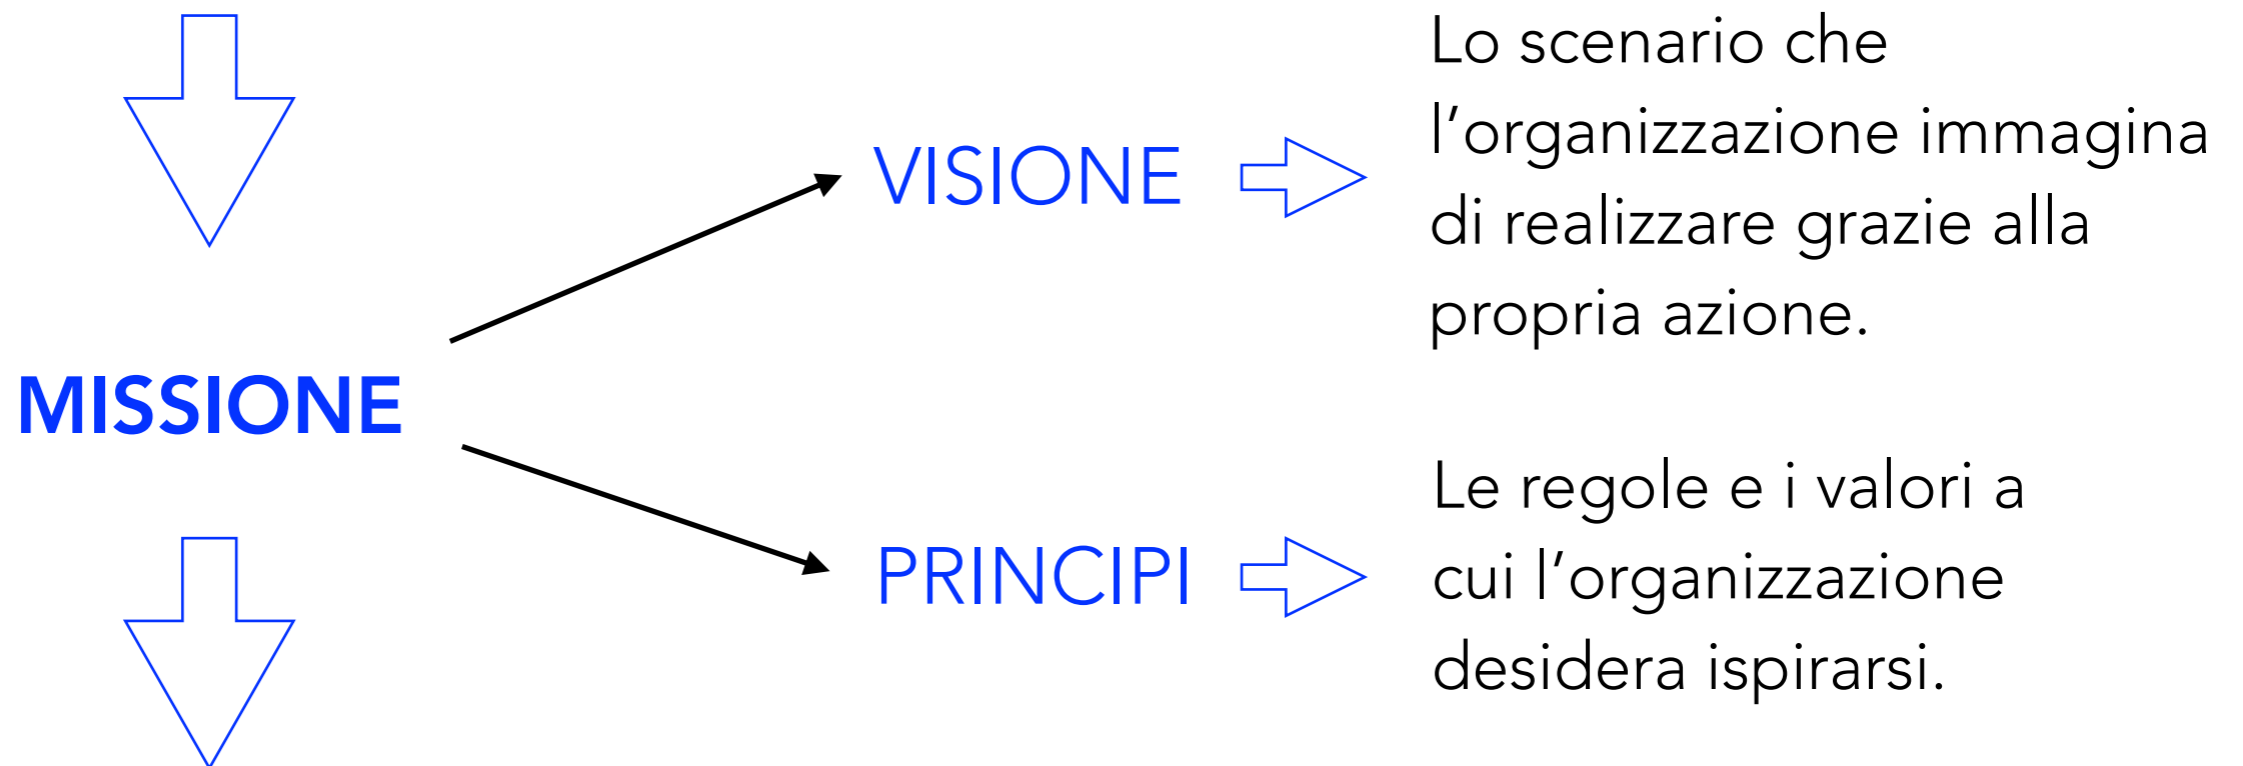 Lo scenario che
l’organizzazione immagina
di realizzare grazie alla
propria azione.
VISIONE
MISSIONE
PRINCIPI
Le regole e i valori a
cui l’organizzazione
desidera ispirarsi.